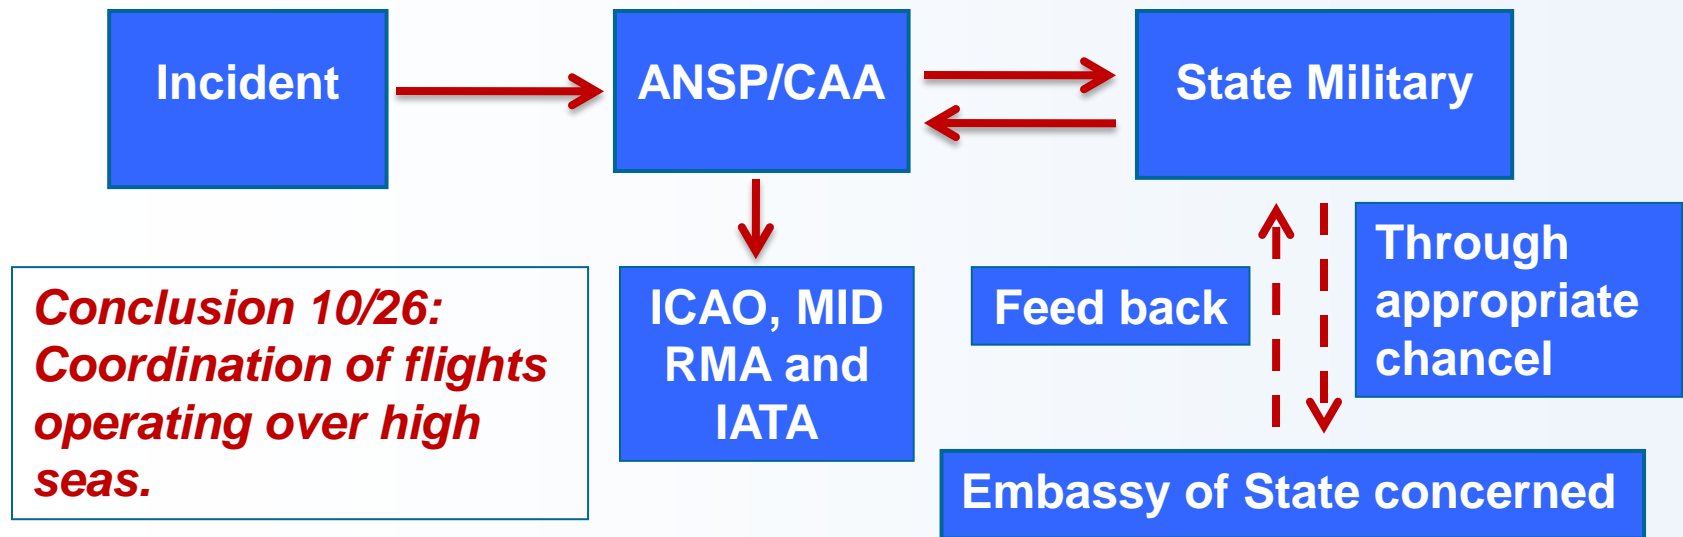 Incident
ANSP/CAA
State Military
Conclusion 10/26:
Coordination of flights
operating over high
seas.
ICAO, MID
RMA and
IATA
Feed back
Through
appropriate
chancel
Embassy of State concerned